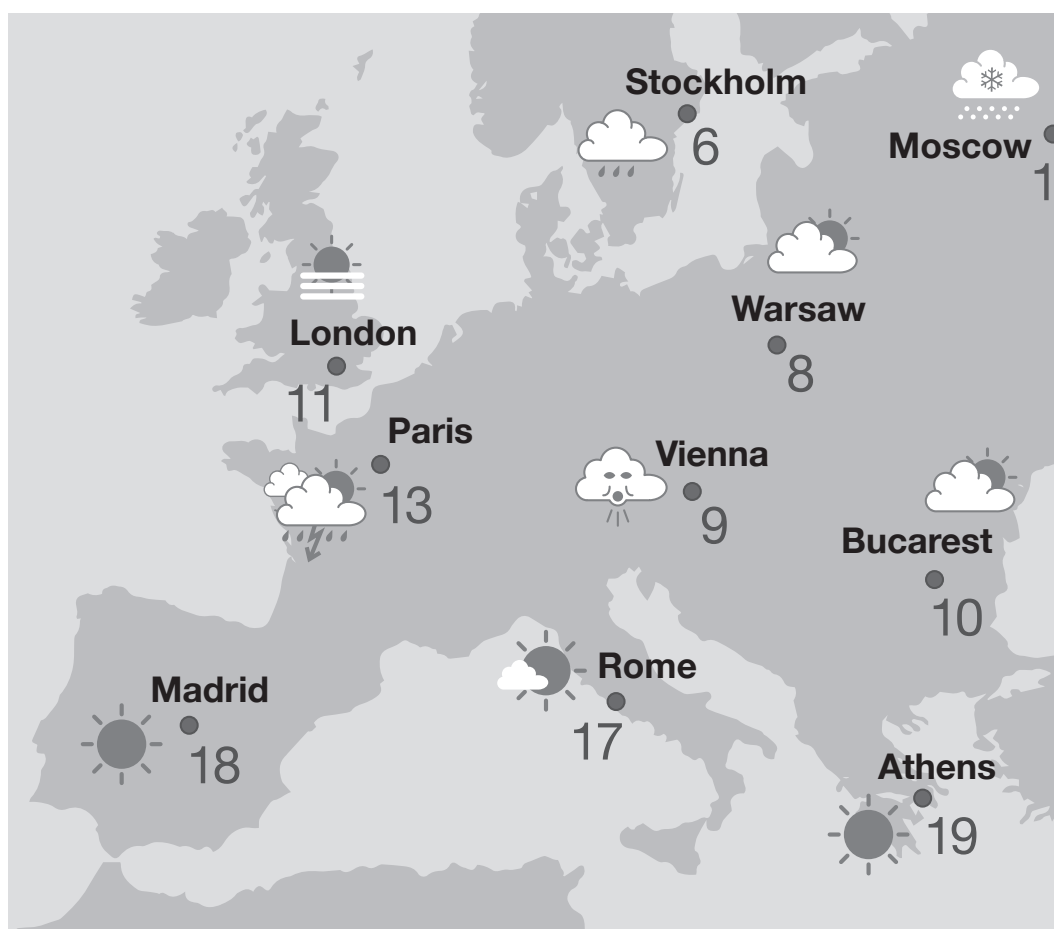 Stockholm
6
Moscow
1
Warsaw
8
London
11
Paris
13
Vienna
9
Bucarest
10
Rome
17
Madrid
18
Athens
19